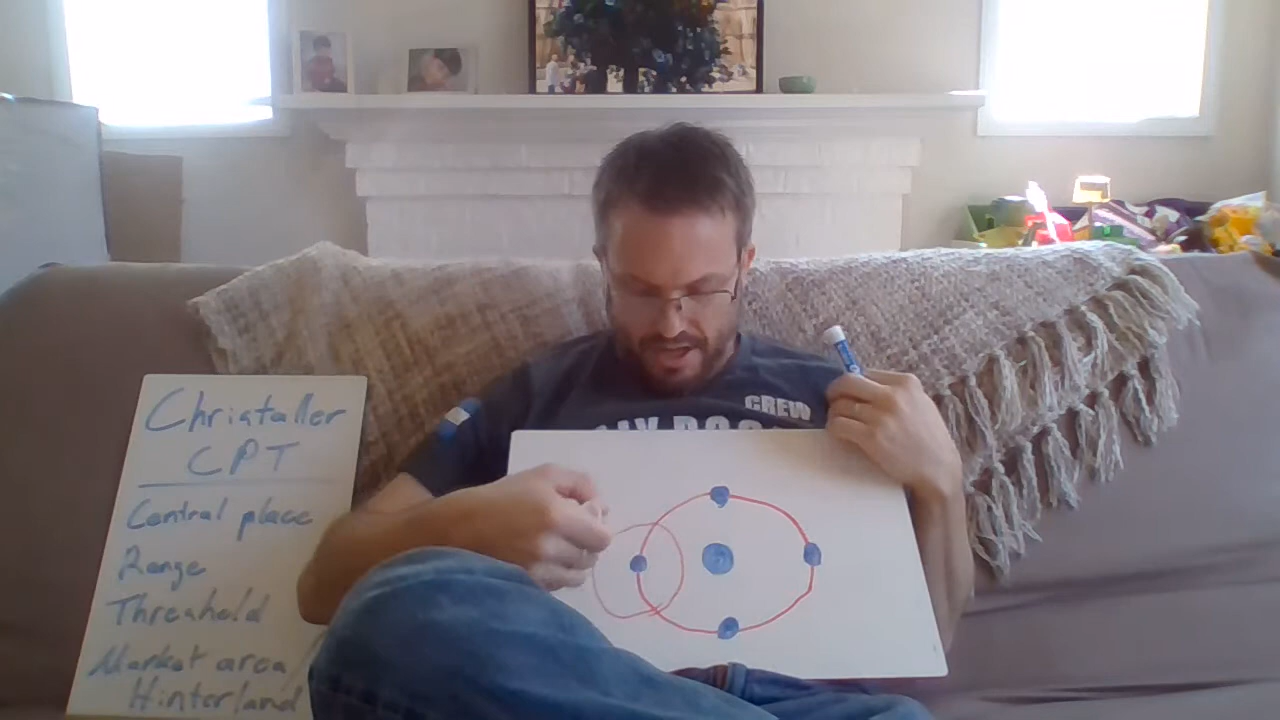 Christaller
CPT
Central place
Range
Threshold
Market area/
Hinterland
CREW